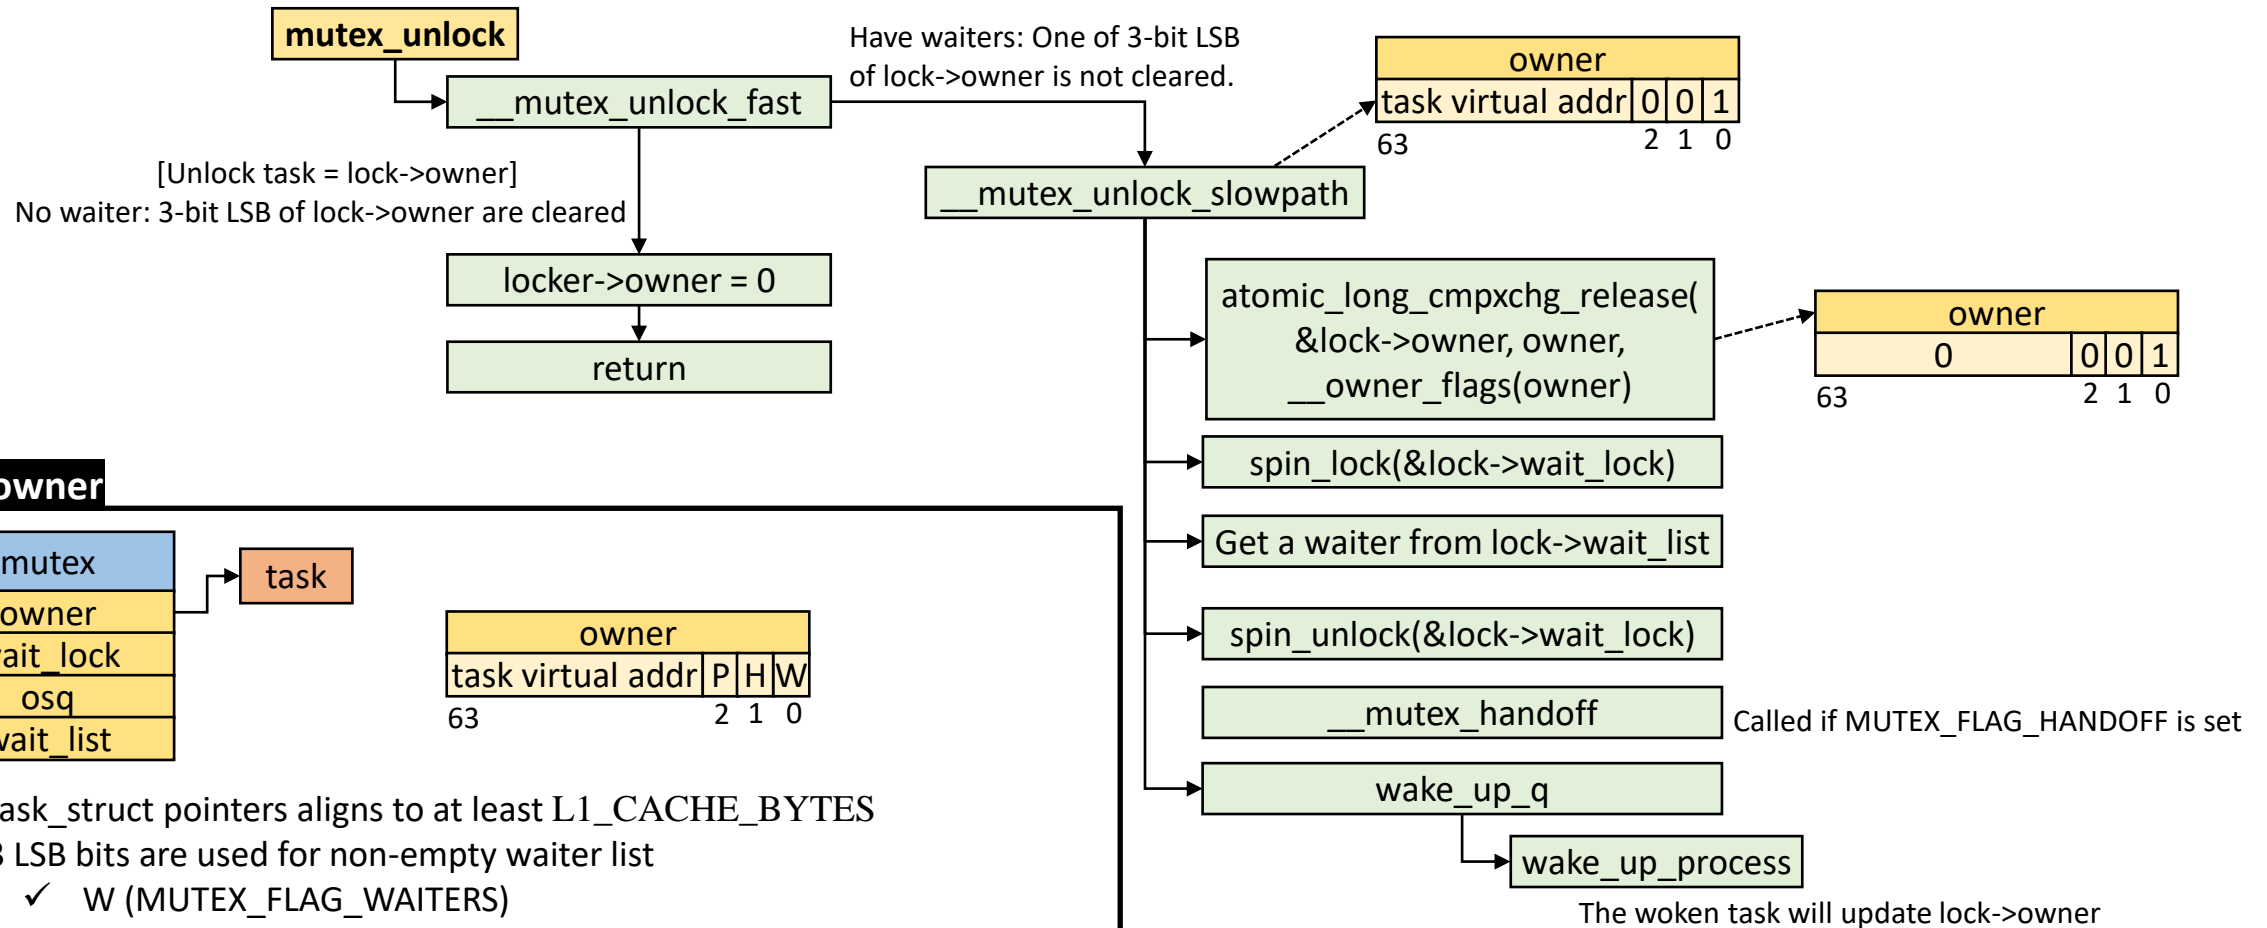 mutex_unlock
__mutex_unlock_fast
Have waiters: One of 3-bit LSB
of lock->owner is not cleared.
owner
task virtual addr 0 0 1
63 2 1 0
[Unlock task = lock->owner]
No waiter: 3-bit LSB of lock->owner are cleared
__mutex_unlock_slowpath
locker->owner = 0
return
atomic_long_cmpxchg_release(
&lock->owner, owner,
__owner_flags(owner)
owner
0 0 0 1
63 2 1 0
spin_lock(&lock->wait_lock)
Get a waiter from lock->wait_list
spin_unlock(&lock->wait_lock)
__mutex_handoff
Called if MUTEX_FLAG_HANDOFF is set
wake_up_q
wake_up_process
The woken task will update lock->owner
owner
mutex
owner
wait_lock
osq
wait_list
task
owner
task virtual addr P H W
63 2 1 0
task_struct pointers aligns to at least L1_CACHE_BYTES
3 LSB bits are used for non-empty waiter list
✓ W (MUTEX_FLAG_WAITERS)